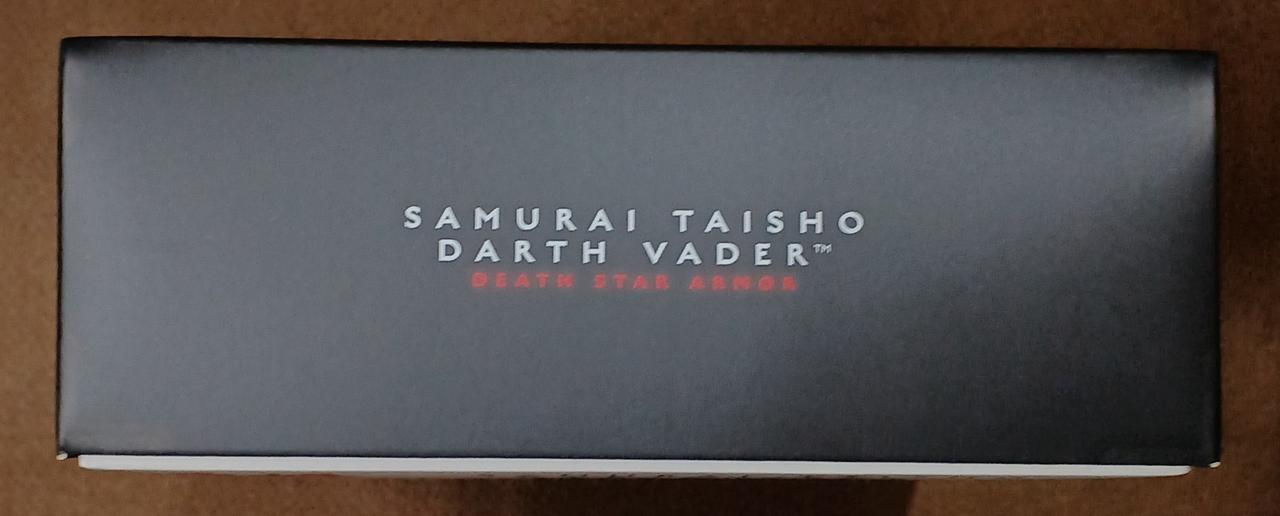 SAMURAI TAISHO
DARTH VADER™
DEATH STAR ARMOR